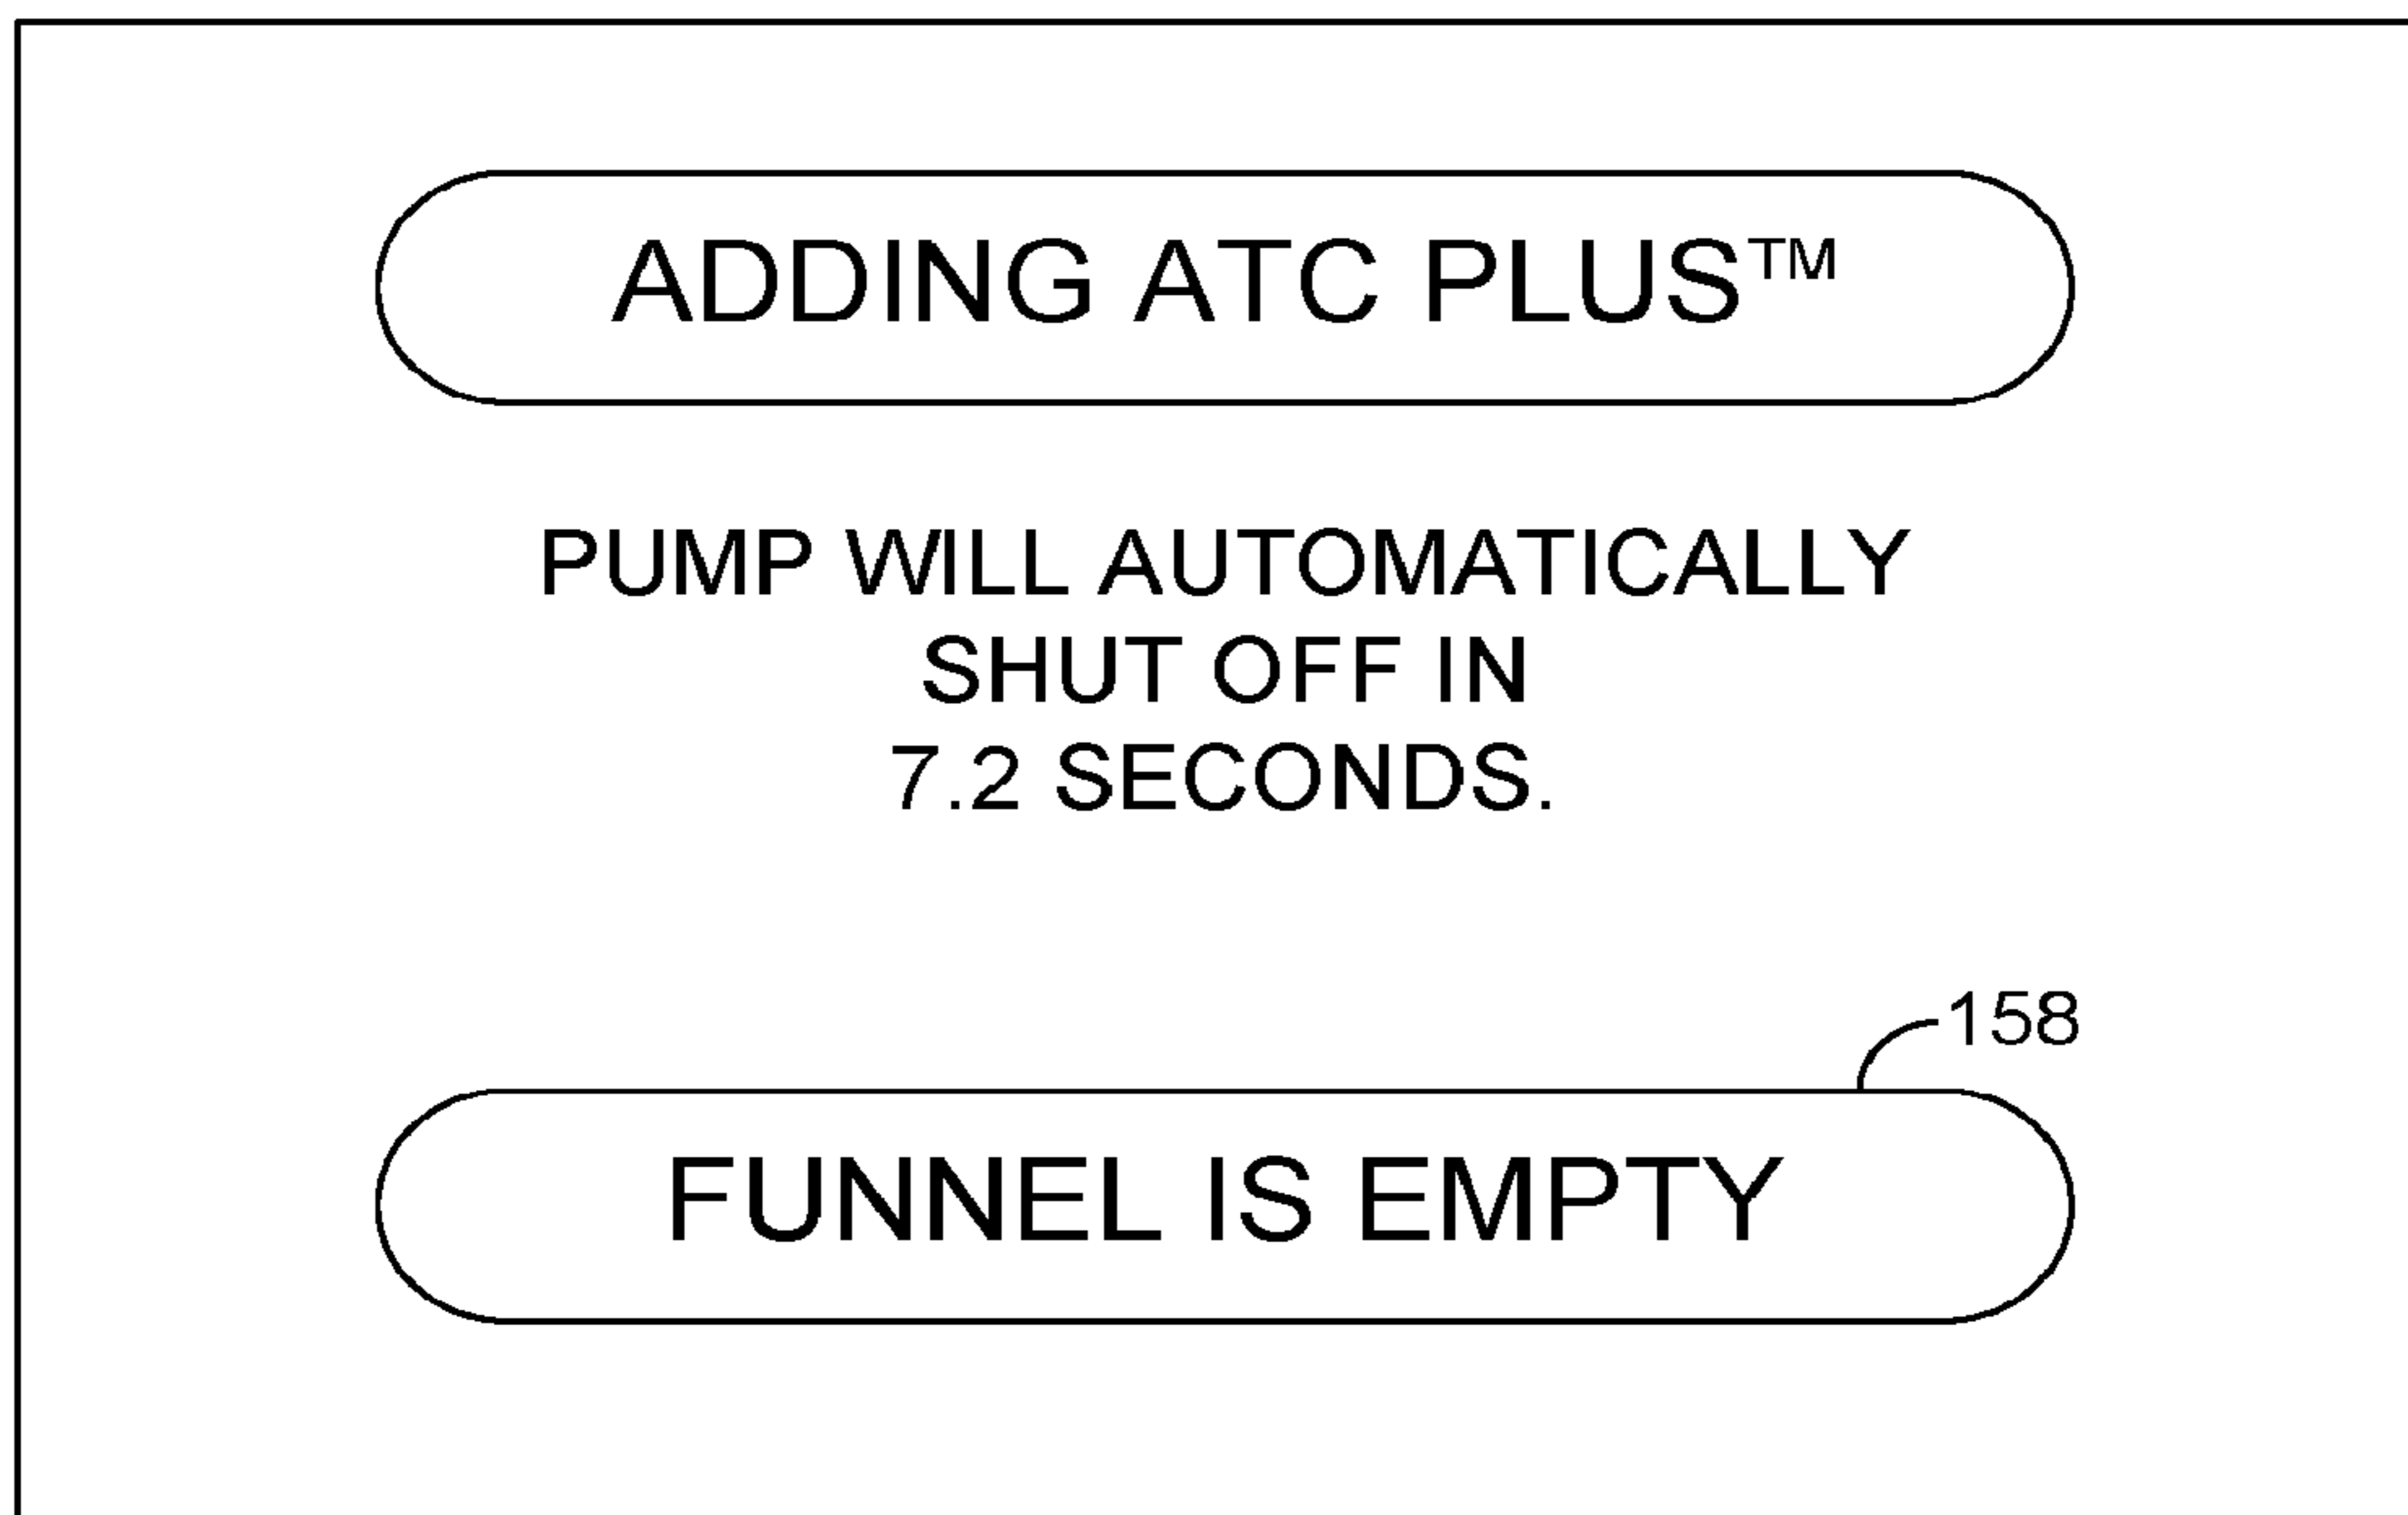 ADDING ATC PLUS™
PUMP WILL AUTOMATICALLY
SHUT OFF IN
7.2 SECONDS.
158
FUNNEL IS EMPTY